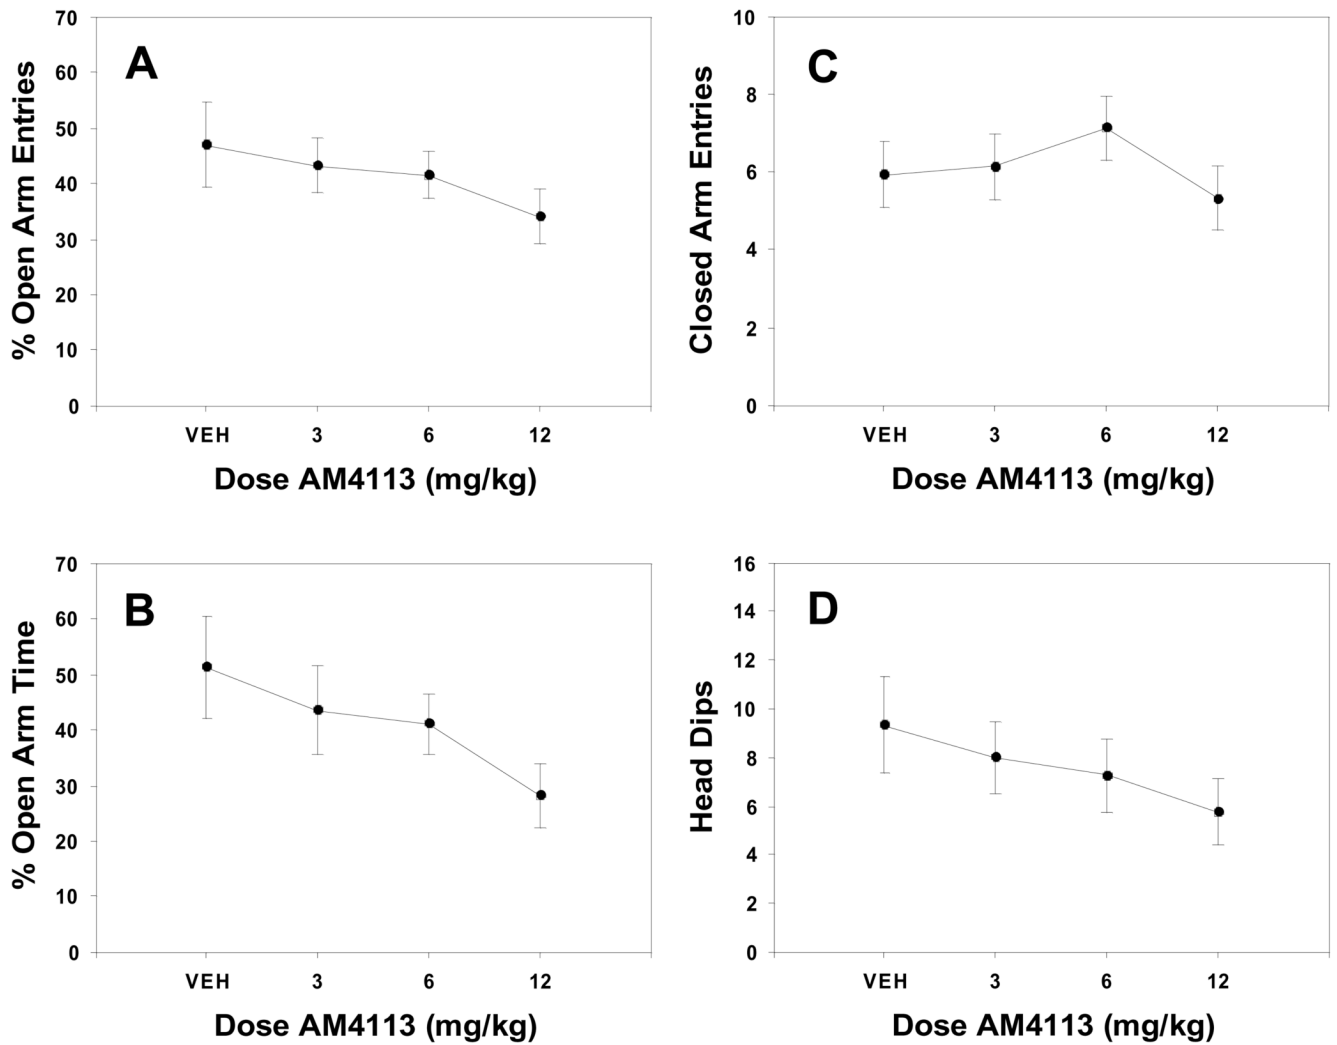 A
% Open Arm Entries
70
60
50
40
30
20
10
0
VEH 3 6 12
Dose AM4113 (mg/kg)
C
Closed Arm Entries
10
8
6
4
2
0
VEH 3 6 12
Dose AM4113 (mg/kg)
B
% Open Arm Time
70
60
50
40
30
20
10
0
VEH 3 6 12
Dose AM4113 (mg/kg)
D
Head Dips
16
14
12
10
8
6
4
2
0
VEH 3 6 12
Dose AM4113 (mg/kg)